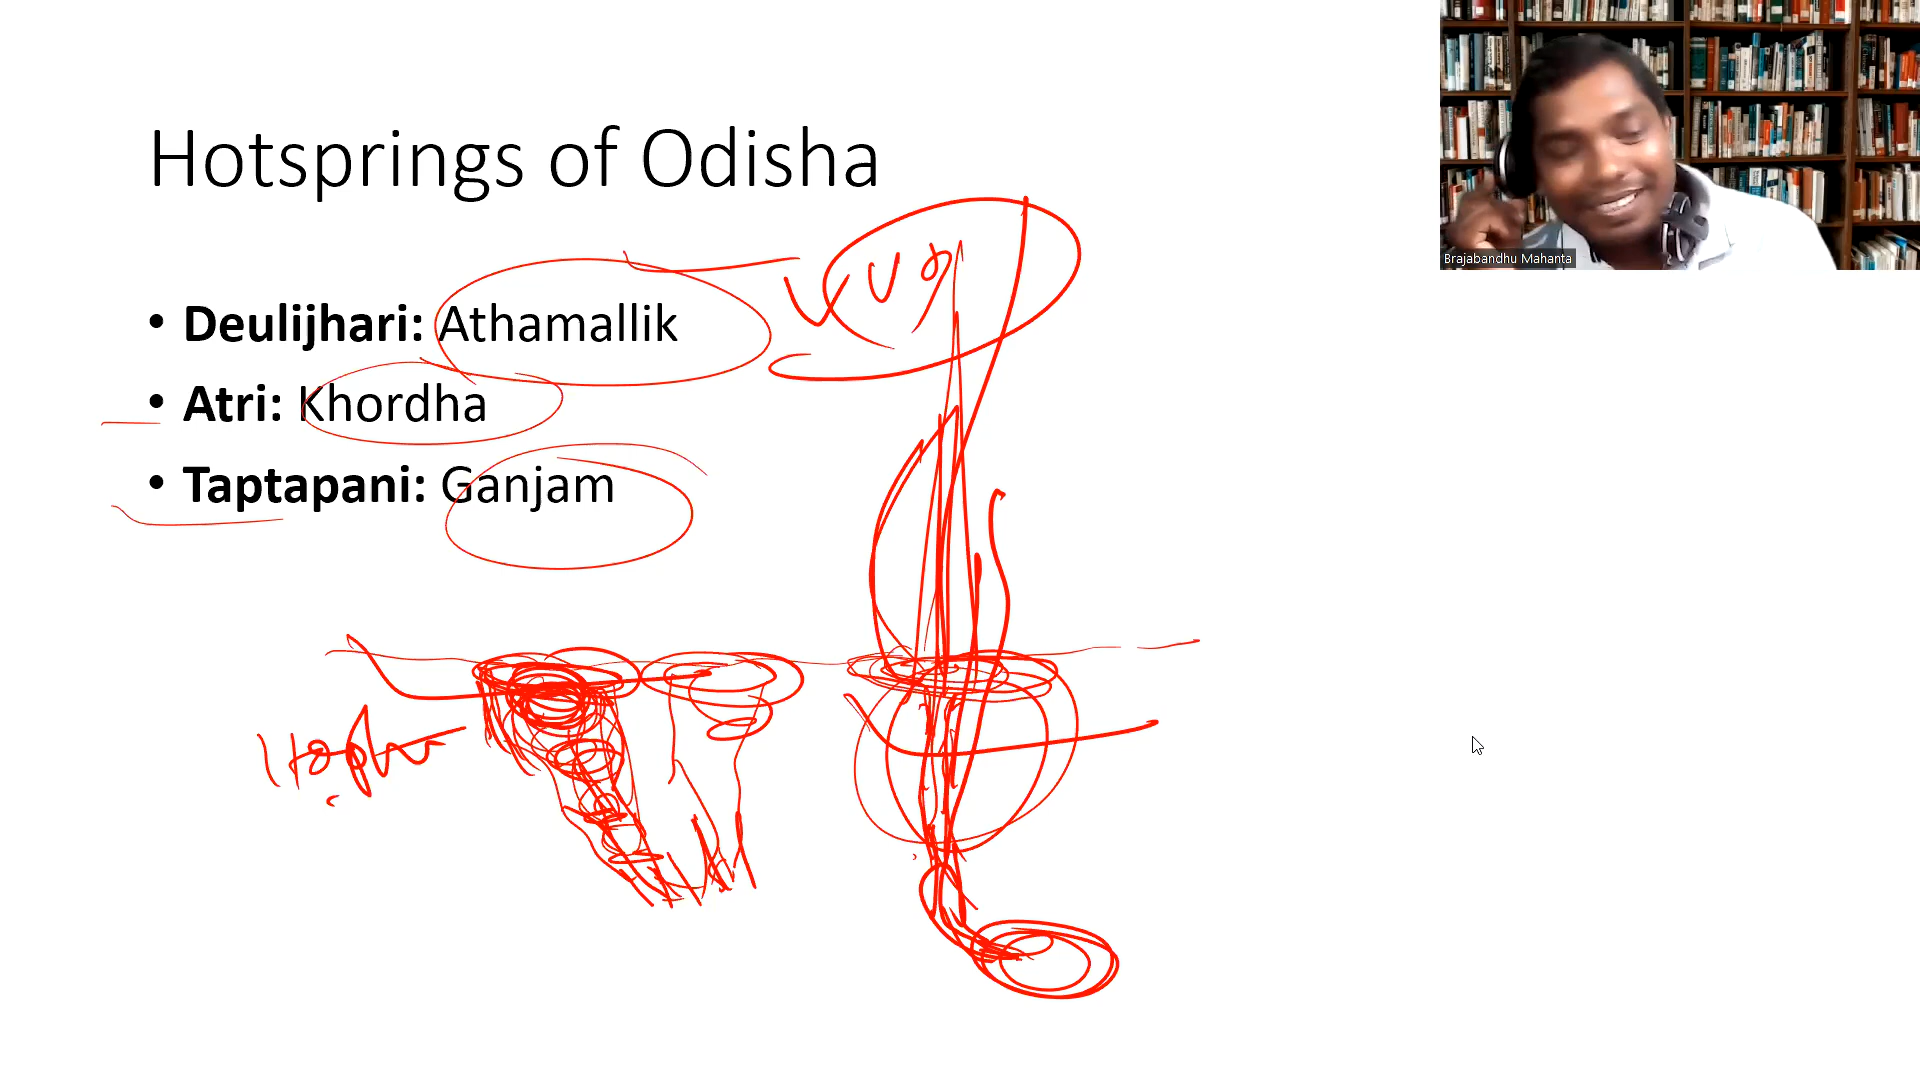 Hotsprings of Odisha
• Deulijhari: Athamallik
• Atri: Khordha
• Taptapani: Ganjam
Brajabandhu Mahanta